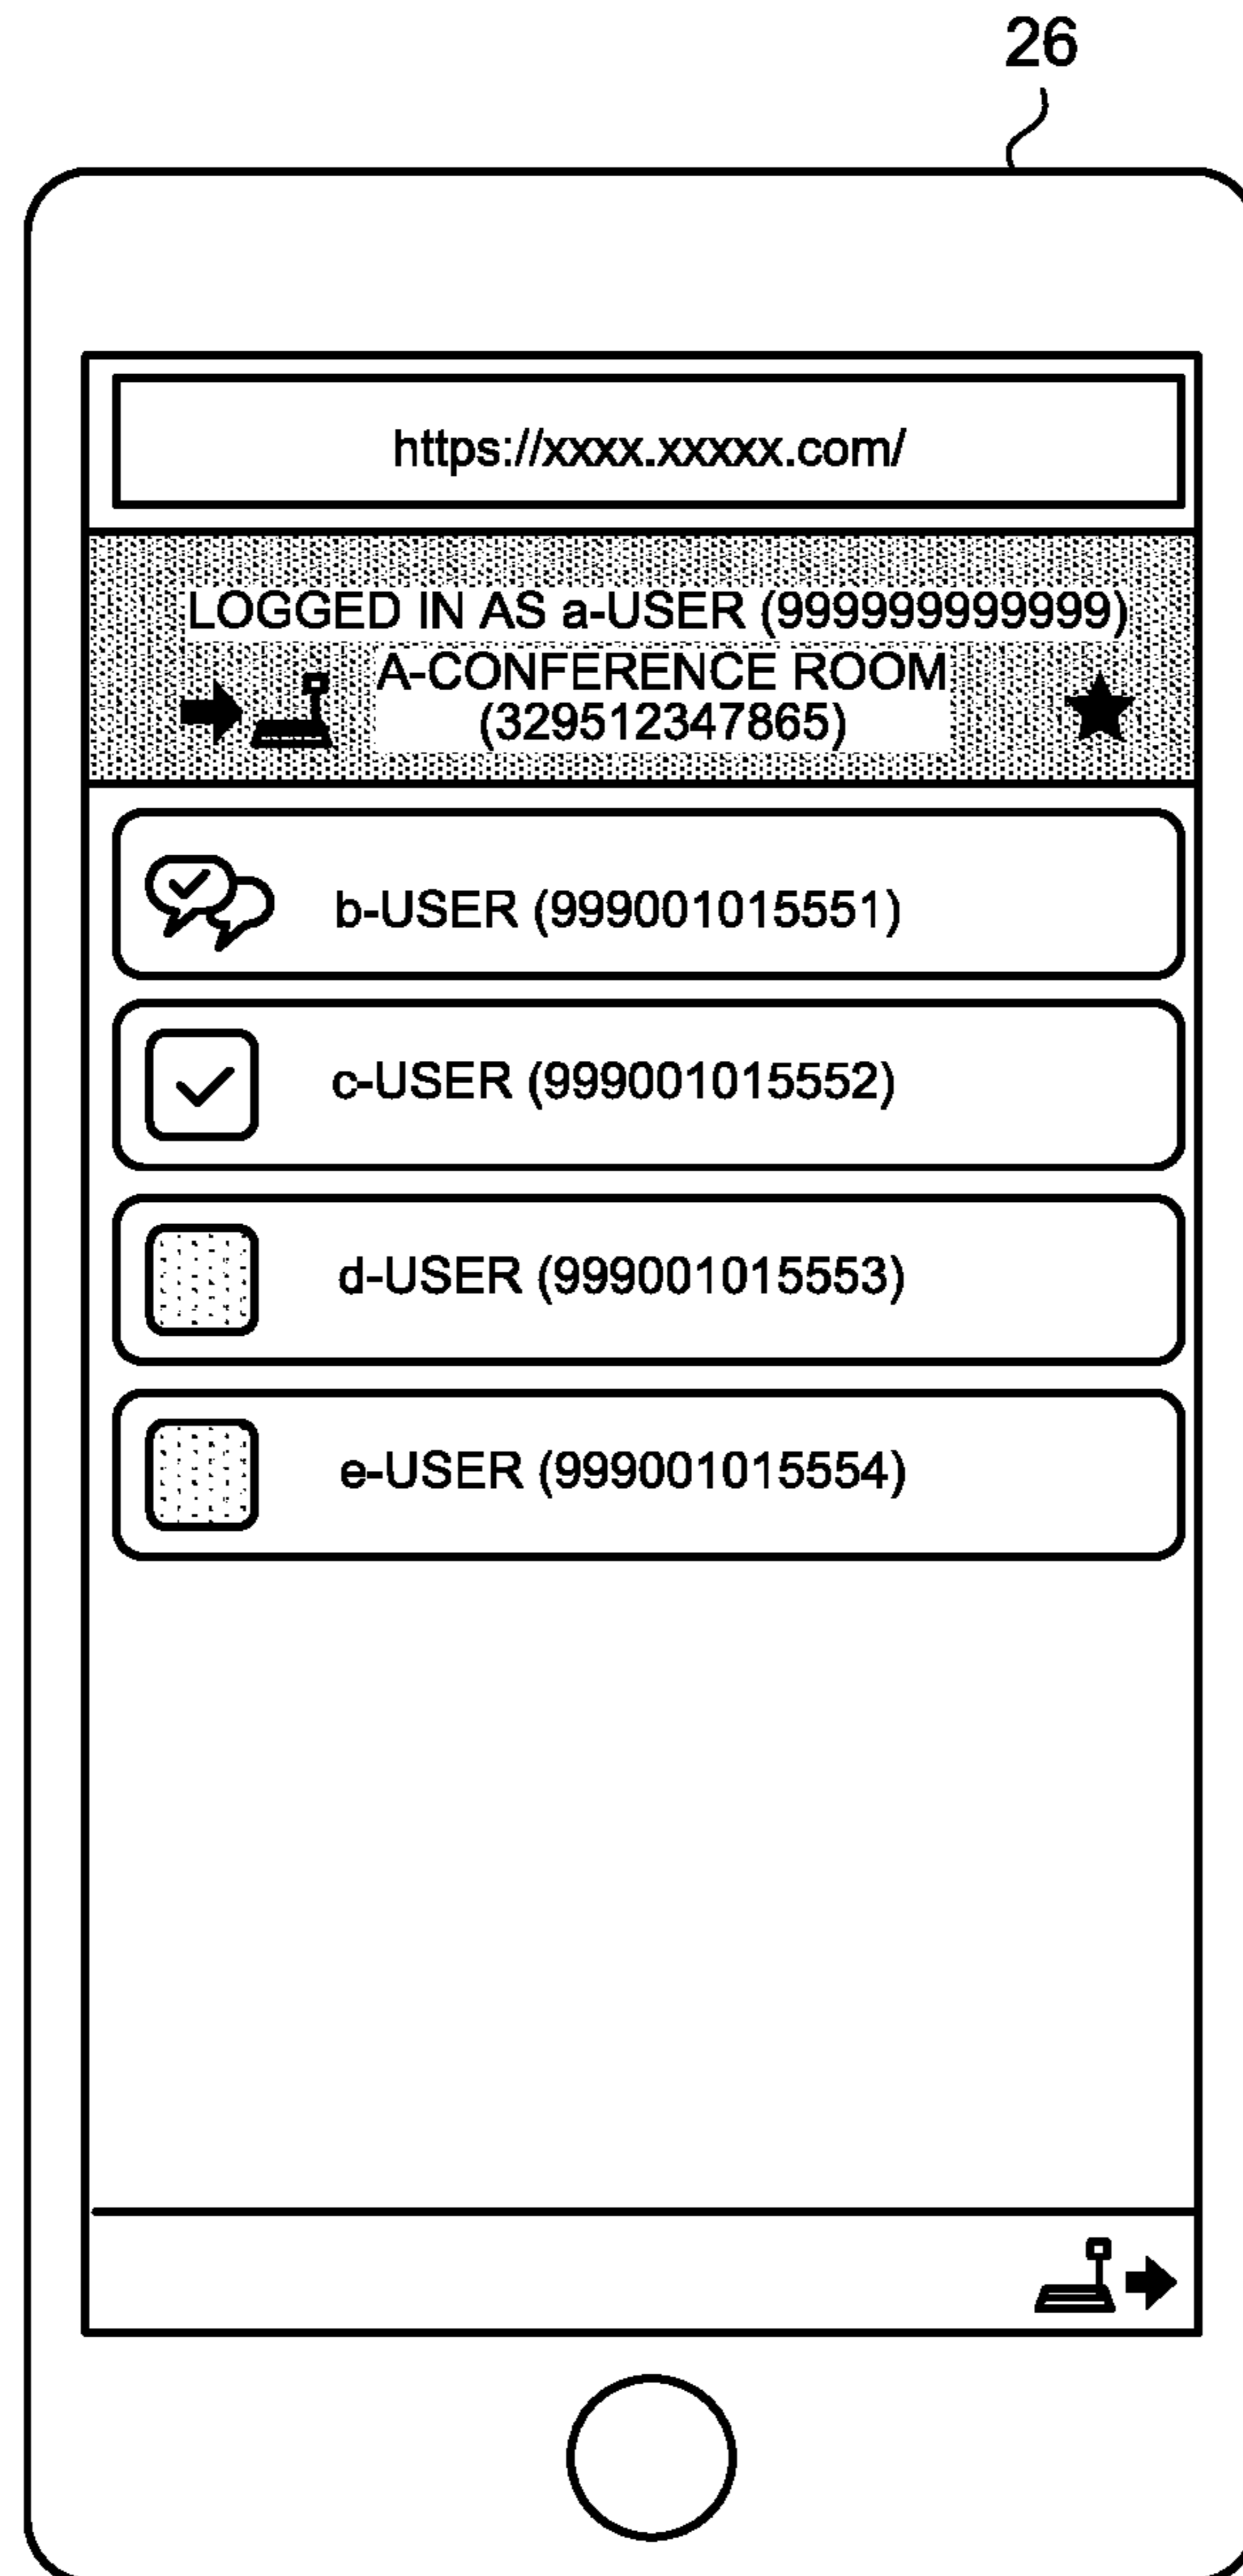 26
https://xxxx.xxxxx.com/
LOGGED IN AS a-USER (999999999999)
A-CONFERENCE ROOM
(329512347865)
b-USER (999001015551)
c-USER (999001015552)
d-USER (999001015553)
e-USER (999001015554)